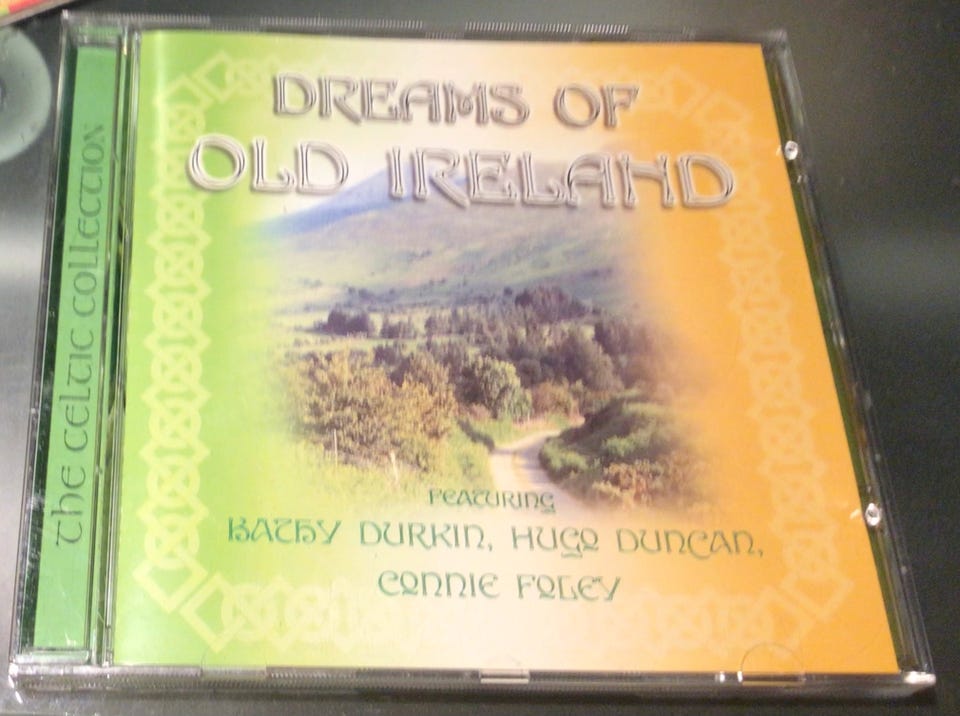 DREAMS OF
OLD IRELAND
FEATURING
KATHY DURKIN, HUGO DUNCAN,
CONNIE FOLEY
THE CELTIC COLLECTION